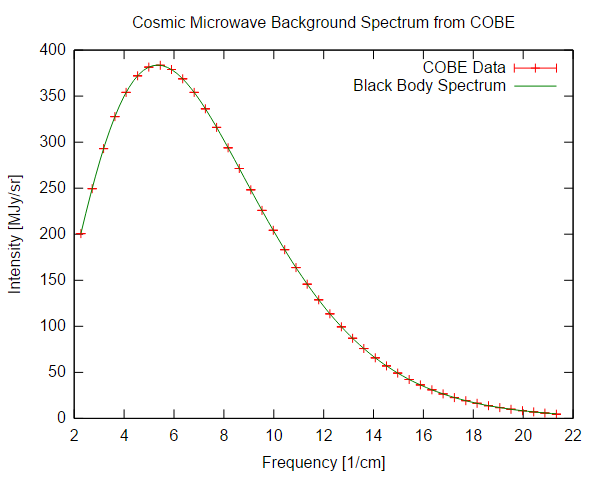 Cosmic Microwave Background Spectrum from COBE
400
350
300
250
200
150
100
50
0
COBE Data
Black Body Spectrum
Intensity [MJy/sr]
2 4 6 8 10 12 14 16 18 20 22
Frequency [1/cm]